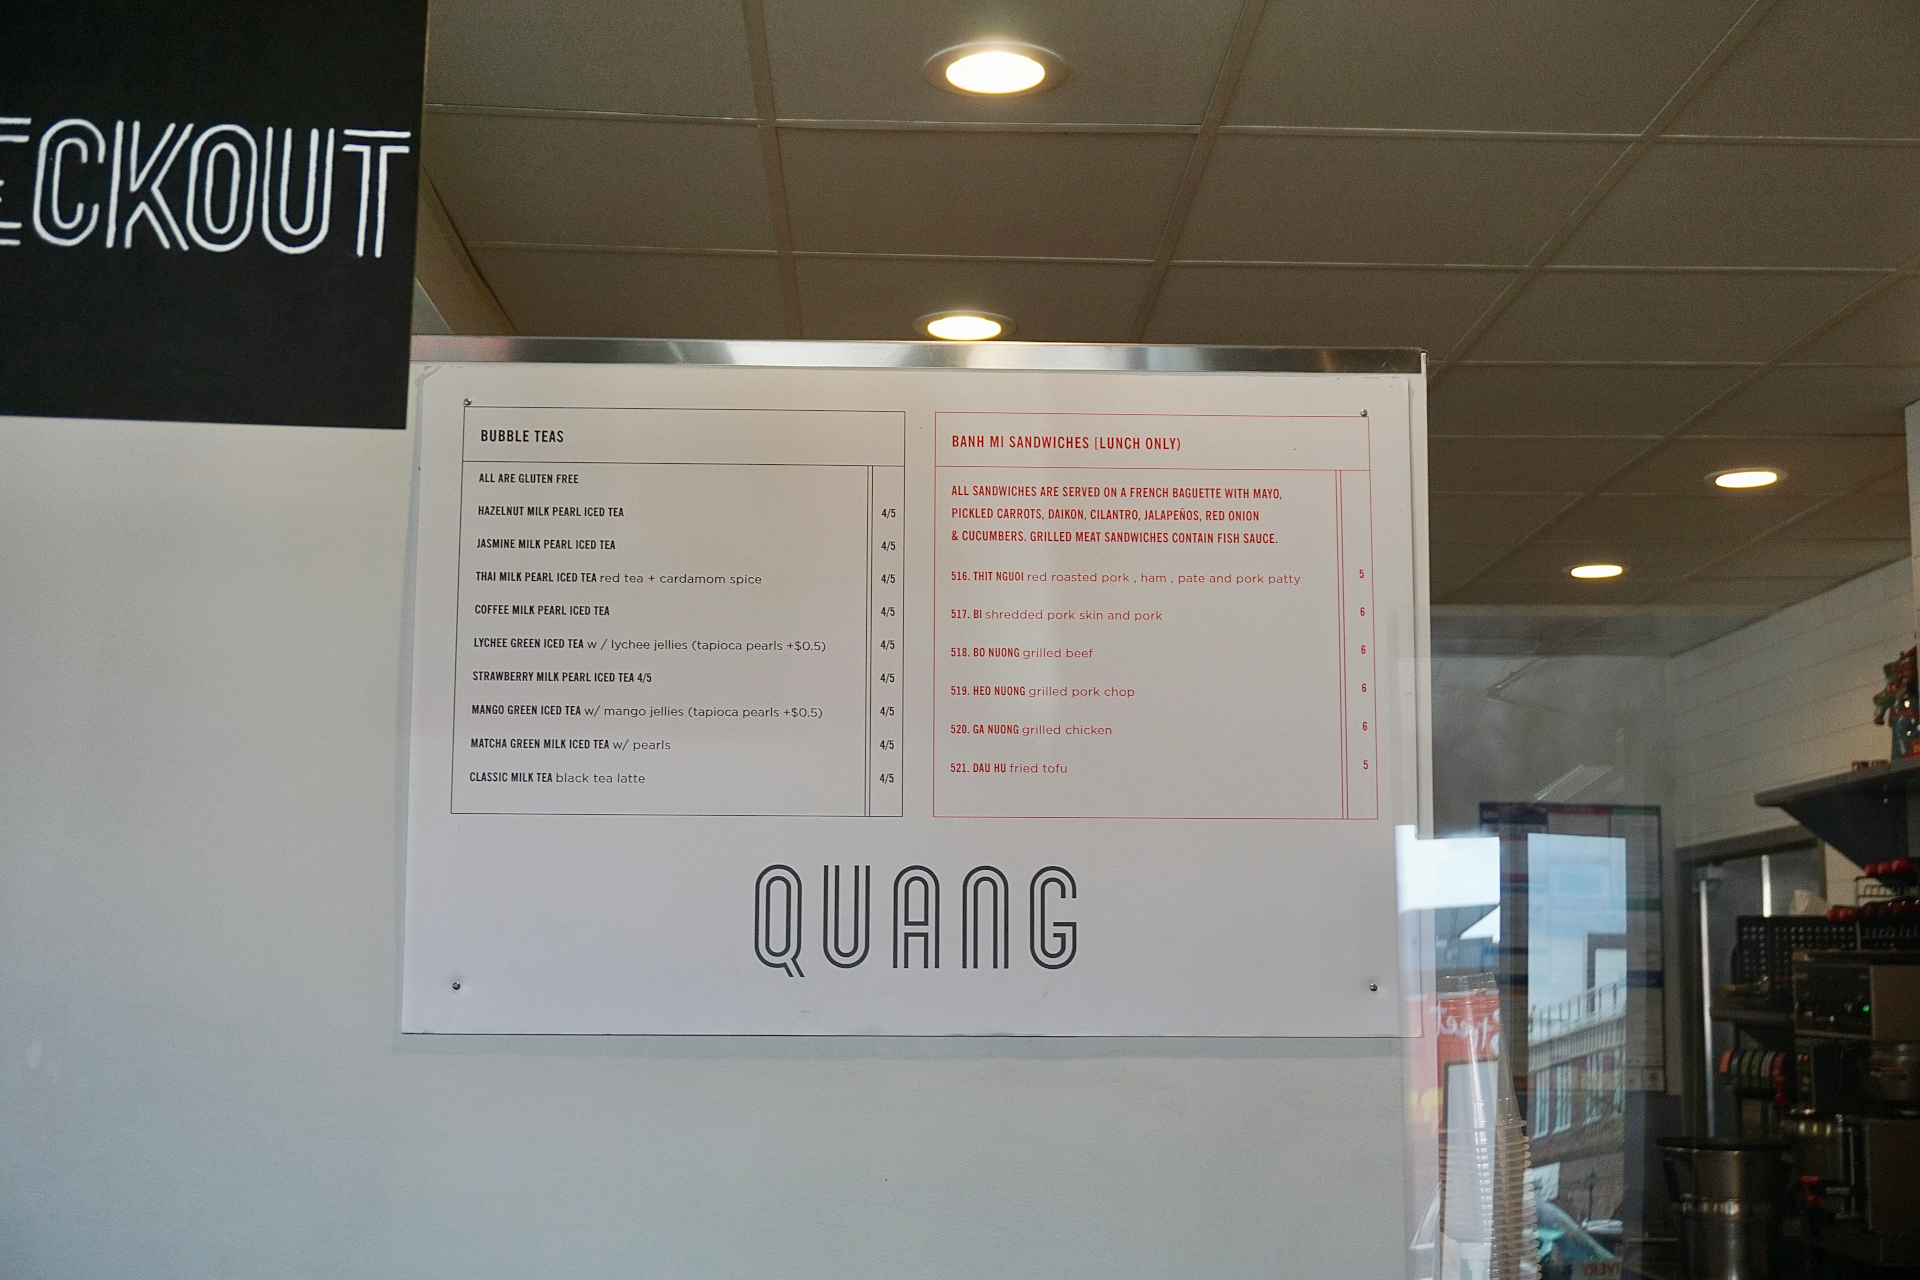 ECKOUT
BUBBLE TEAS
ALL ARE GLUTEN FREE
HAZELNUT MILK PEARL ICED TEA 4/5
JASMINE MILK PEARL ICED TEA 4/5
THAI MILK PEARL ICED TEA red tea + cardamom spice 4/5
COFFEE MILK PEARL ICED TEA 4/5
LYCHEE GREEN ICED TEA w / lychee jellies (tapioca pearls +$0.5) 4/5
STRAWBERRY MILK PEARL ICED TEA 4/5 4/5
MANGO GREEN ICED TEA w/ mango jellies (tapioca pearls +$0.5) 4/5
MATCHA GREEN MILK ICED TEA w/ pearls 4/5
CLASSIC MILK TEA black tea latte 4/5
BANH MI SANDWICHES [LUNCH ONLY)
ALL SANDWICHES ARE SERVED ON A FRENCH BAGUETTE WITH MAYO,
PICKLED CARROTS, DAIKON, CILANTRO, JALAPEÑOS, RED ONION
& CUCUMBERS. GRILLED MEAT SANDWICHES CONTAIN FISH SAUCE.
516. THIT NGUOI red roasted pork , ham , pate and pork patty 5
517. BI shredded pork skin and pork 6
518. BO NUONG grilled beef 6
519. HEO NUONG grilled pork chop 6
520. GA NUONG grilled chicken 6
521. DAU HU fried tofu 5
QUANG